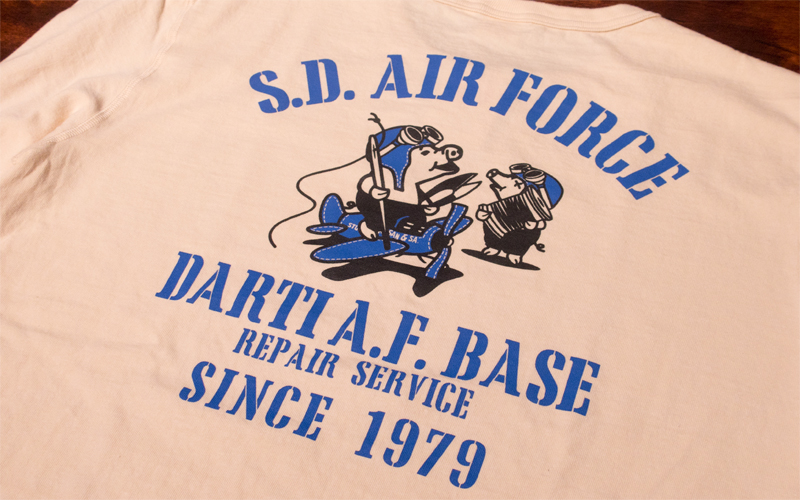 S.D. AIR FORCE
DARTI A.F. BASE
REPAIR SERVICE
SINCE 1979